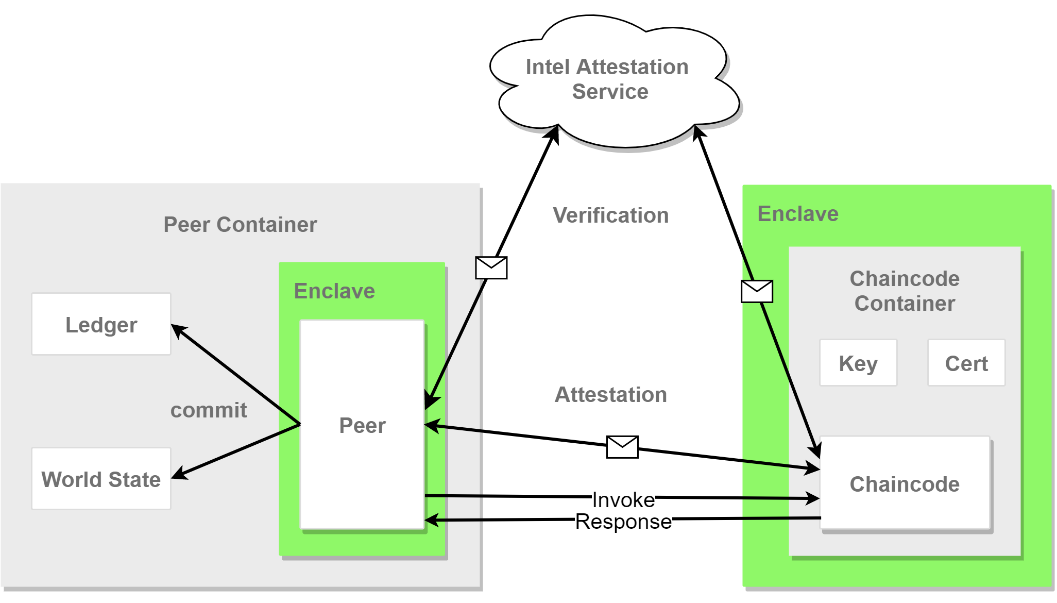 Intel Attestation
Service
Verification
Peer Container
Enclave
Ledger
commit
World State
Peer
Attestation
Invoke
Response
Enclave
Chaincode
Container
Key
Cert
Chaincode